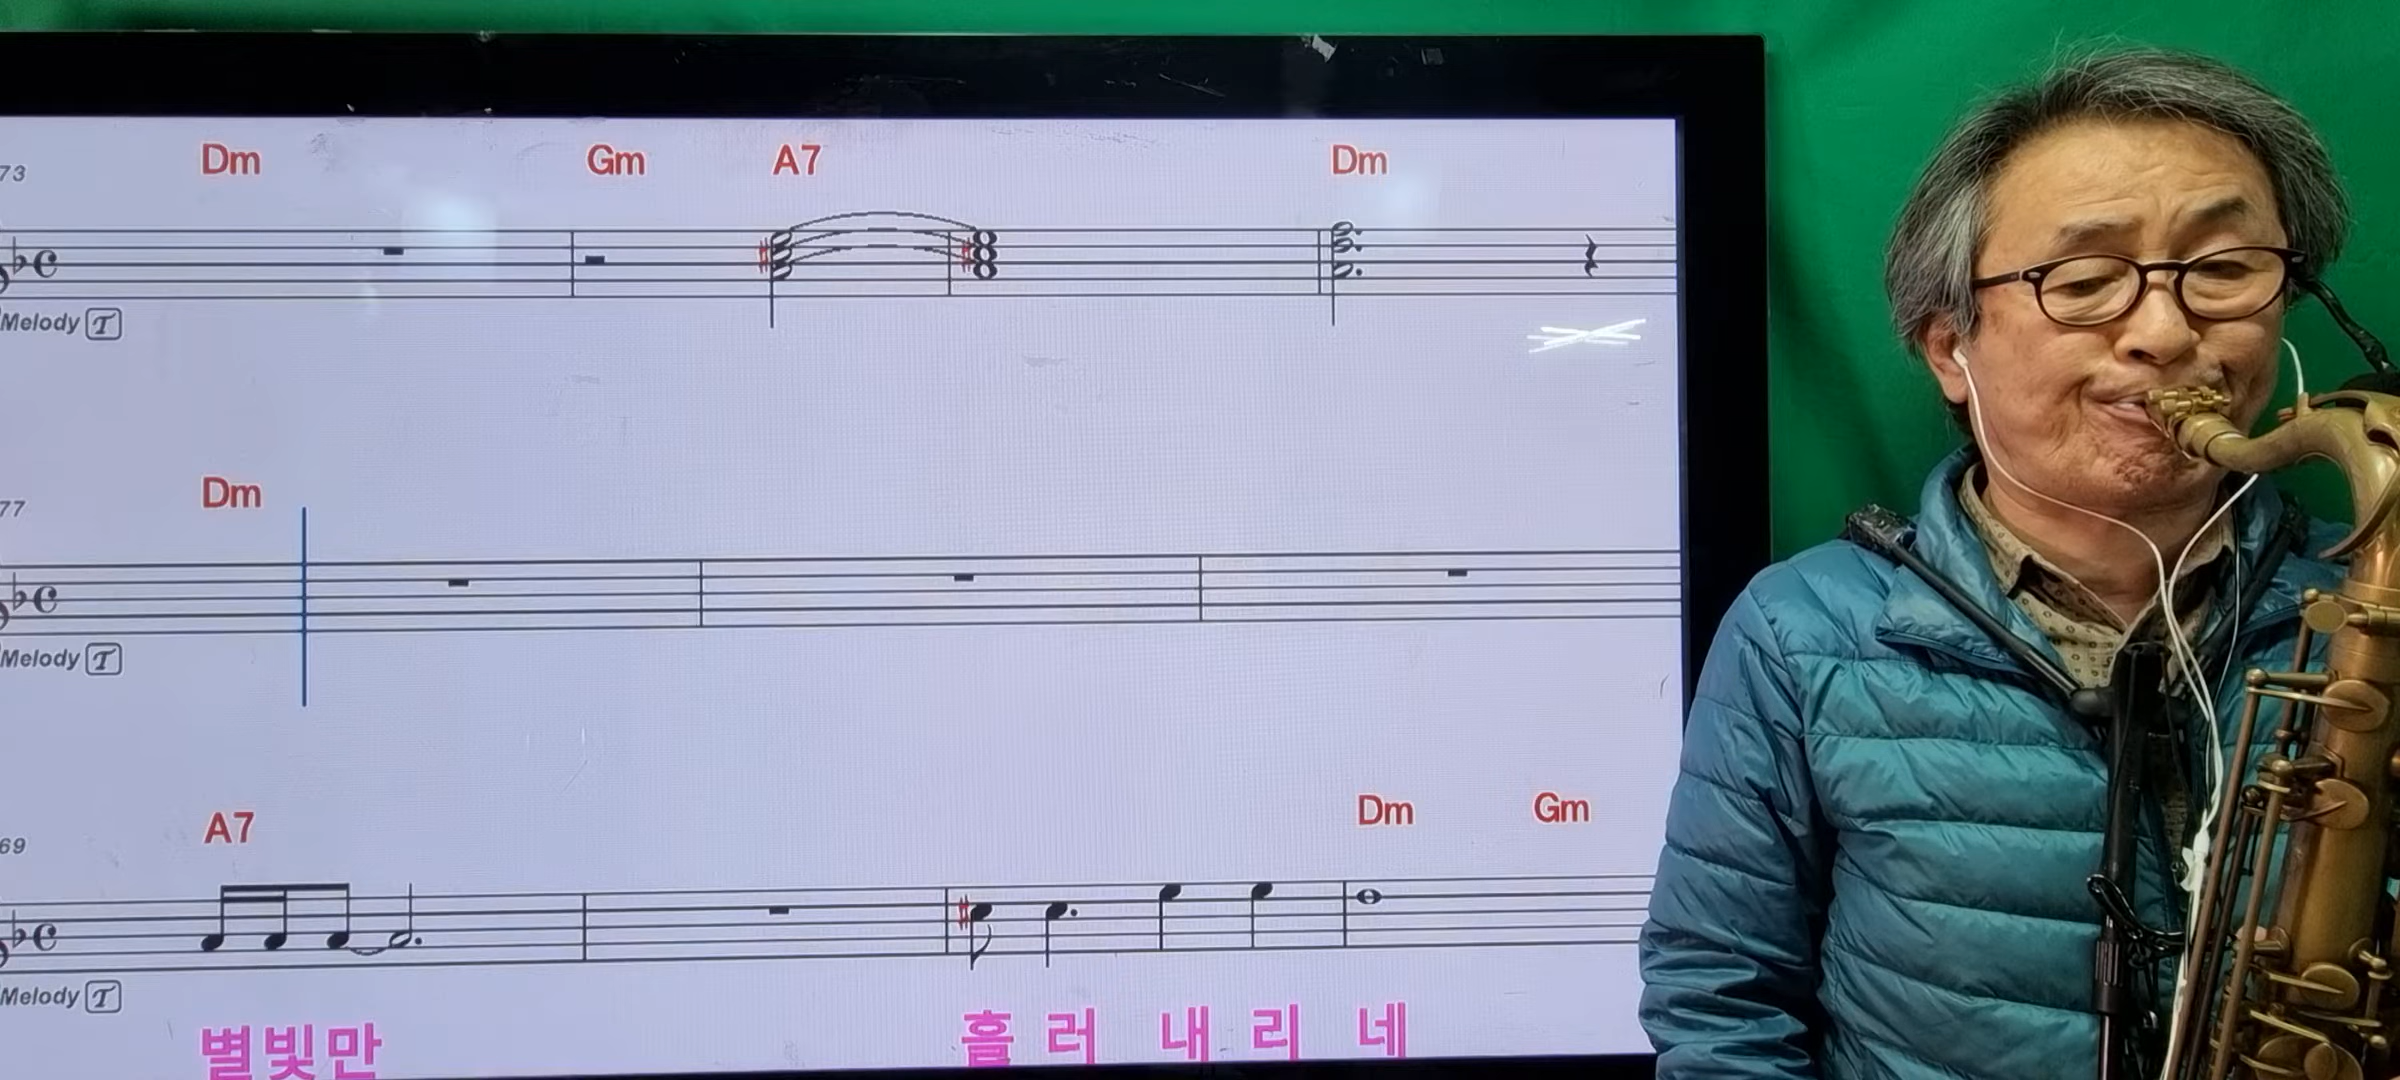 Dm Gm A7 Dm
73
Melody T
Dm
77
Melody T
Dm Gm
A7
69
Melody T
별빛만 흘 러 내 리 네